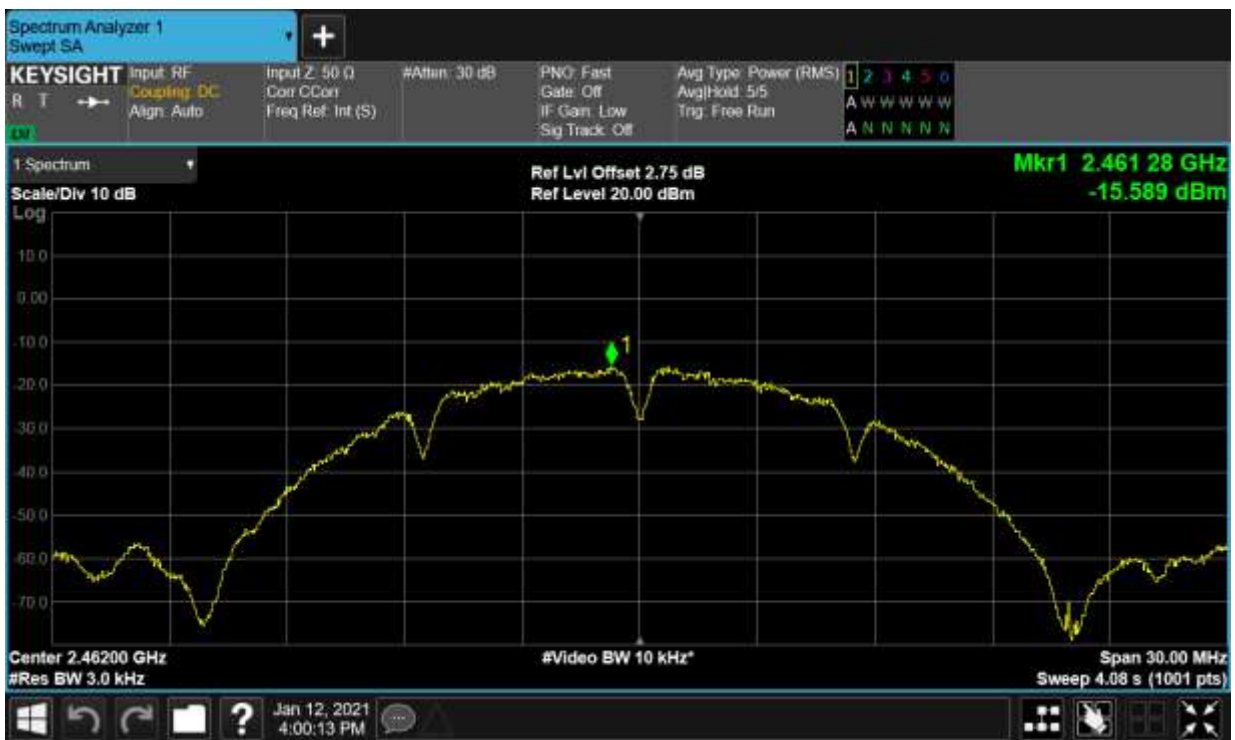 Spectrum Analyzer 1
Swept SA
KEYSIGHT
R T
Input: RF
Coupling: DC
Align: Auto
Input Z: 50 Ω
Corr CCorr
Freq Ref: Int (S)
#Atten: 30 dB
PNO: Fast
Gate: Off
IF Gain: Low
Sig Track: Off
Avg Type: Power (RMS)
Avg|Hold: 5/5
Trig: Free Run
1 2 3 4 5 6
A W W W W W
A N N N N N
1 Spectrum
Scale/Div 10 dB
Log
Ref Lvl Offset 2.75 dB
Ref Level 20.00 dBm
Mkr1 2.461 28 GHz
-15.589 dBm
10.0
0.00
-10.0
-20.0
-30.0
-40.0
-50.0
-60.0
-70.0
1
Center 2.46200 GHz
#Res BW 3.0 kHz
#Video BW 10 kHz*
Span 30.00 MHz
Sweep 4.08 s (1001 pts)
?
Jan 12, 2021
4:00:13 PM